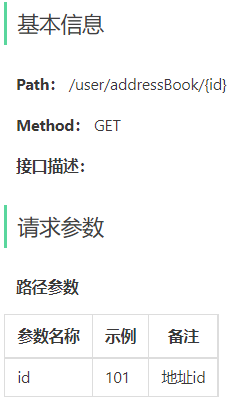 基本信息
Path： /user/addressBook/{id}
Method： GET
接口描述：
请求参数
路径参数
参数名称 示例 备注
id 101 地址id